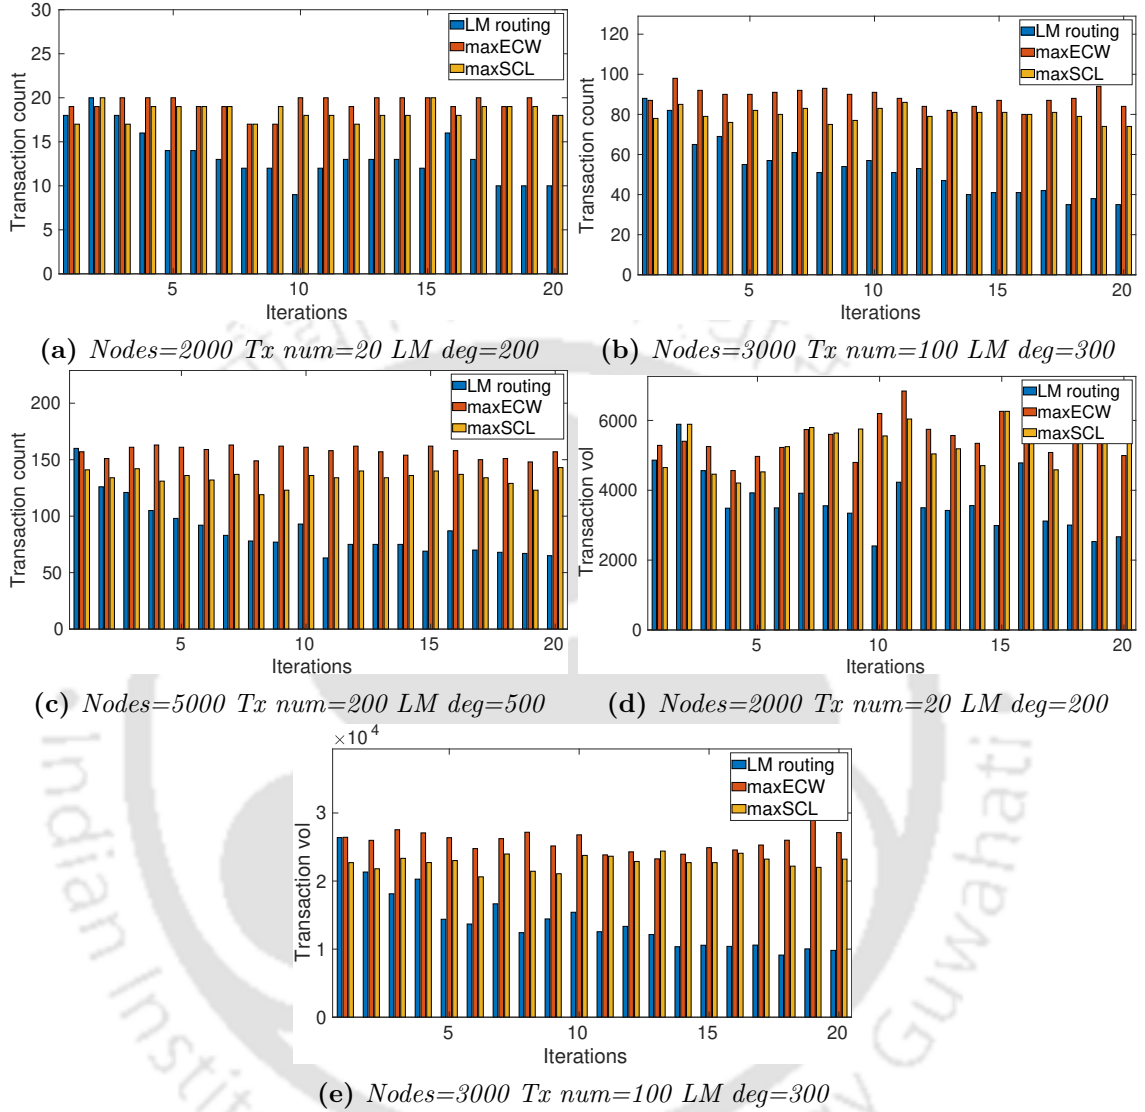 30
25
20
15
10
5
0
Transaction count
LM routing
maxECW
maxSCL
5 10 15 20
Iterations
(a) Nodes=2000 Tx num=20 LM deg=200
120
100
80
60
40
20
0
Transaction count
LM routing
maxECW
maxSCL
5 10 15 20
Iterations
(b) Nodes=3000 Tx num=100 LM deg=300
200
150
100
50
0
Transaction count
LM routing
maxECW
maxSCL
5 10 15 20
Iterations
(c) Nodes=5000 Tx num=200 LM deg=500
6000
4000
2000
0
Transaction vol
LM routing
maxECW
maxSCL
5 10 15 20
Iterations
(d) Nodes=2000 Tx num=20 LM deg=200
×10^4
3
2
1
0
Transaction vol
LM routing
maxECW
maxSCL
5 10 15 20
Iterations
(e) Nodes=3000 Tx num=100 LM deg=300
Indian Instit
Guwahati